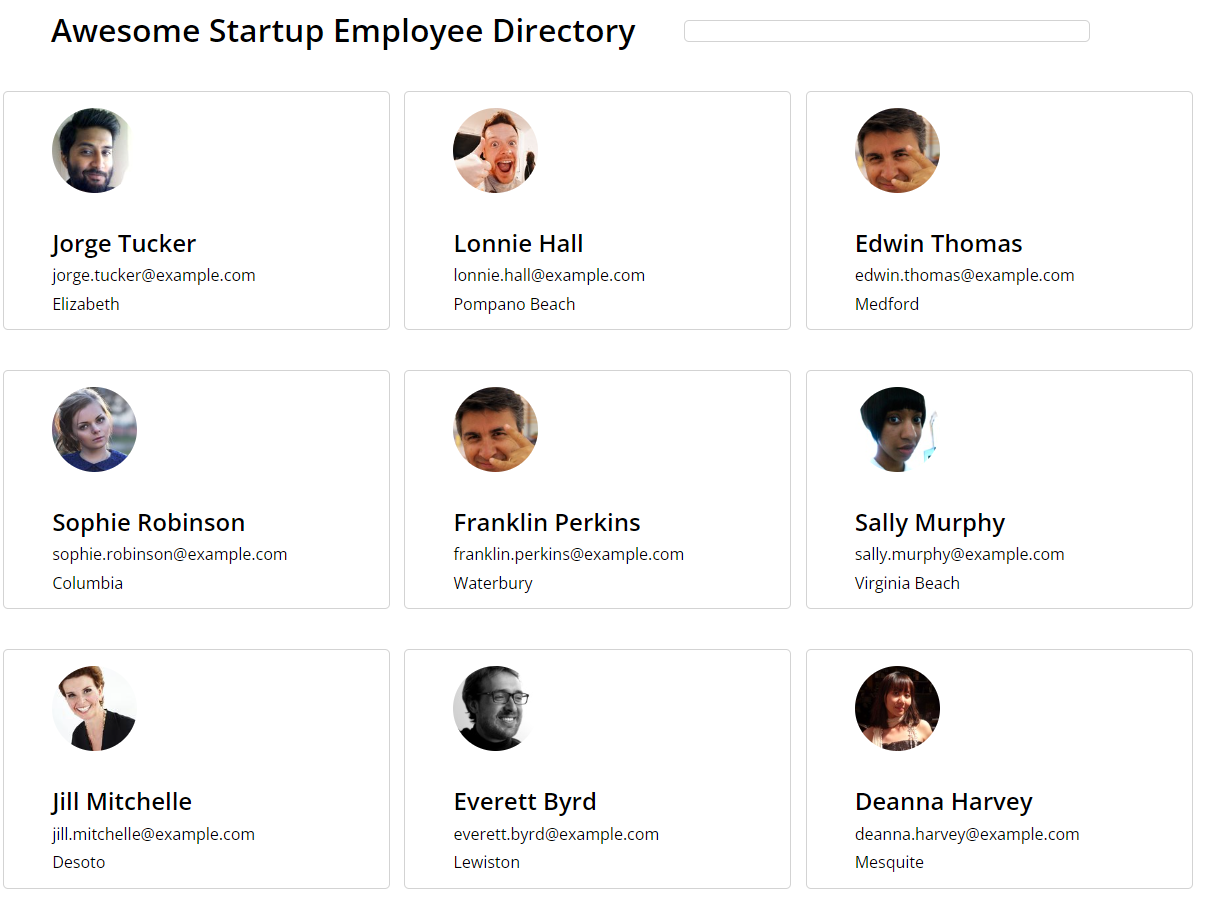 Awesome Startup Employee Directory
Jorge Tucker
jorge.tucker@example.com
Elizabeth
Lonnie Hall
lonnie.hall@example.com
Pompano Beach
Edwin Thomas
edwin.thomas@example.com
Medford
Sophie Robinson
sophie.robinson@example.com
Columbia
Franklin Perkins
franklin.perkins@example.com
Waterbury
Sally Murphy
sally.murphy@example.com
Virginia Beach
Jill Mitchelle
jill.mitchelle@example.com
Desoto
Everett Byrd
everett.byrd@example.com
Lewiston
Deanna Harvey
deanna.harvey@example.com
Mesquite